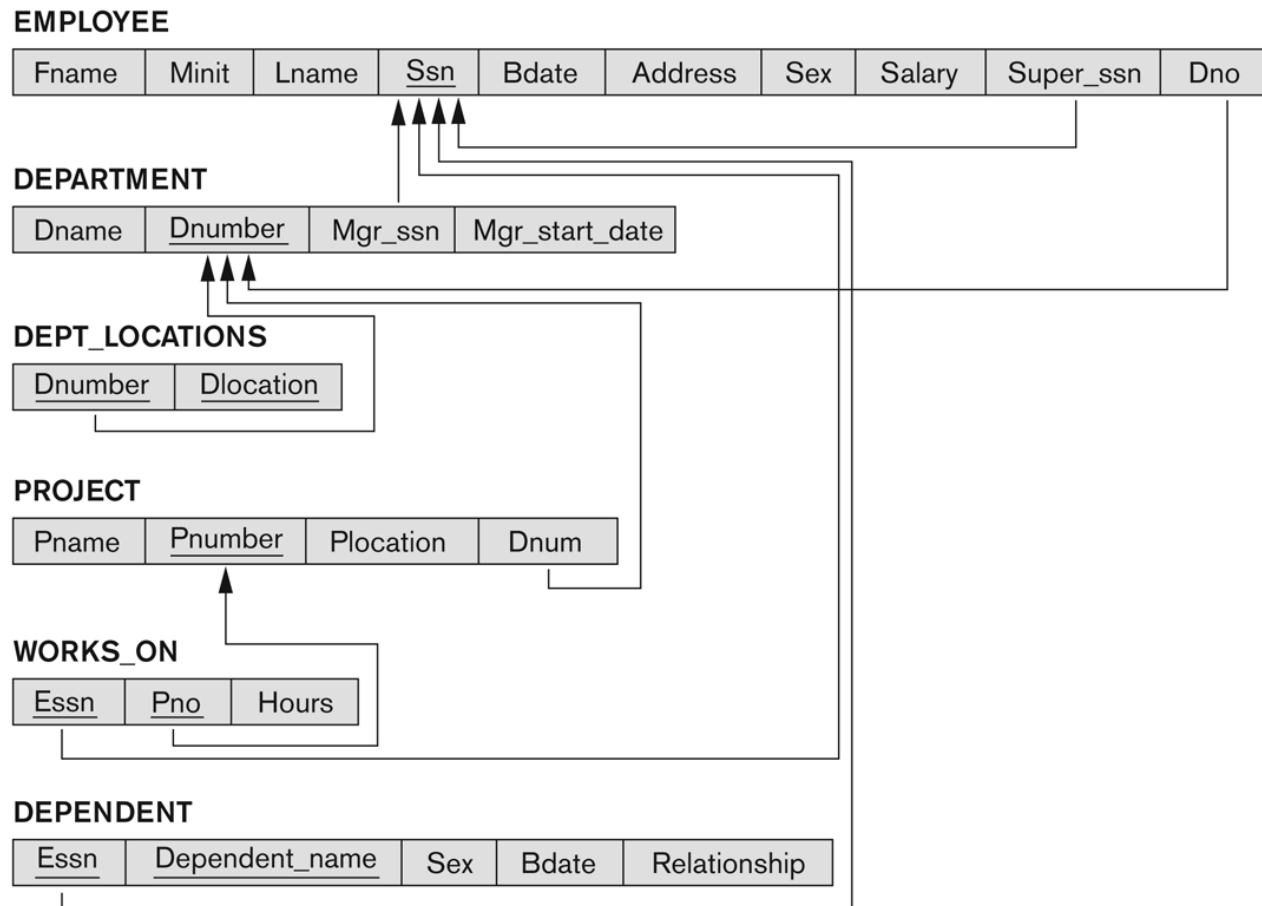 EMPLOYEE
Fname Minit Lname Ssn Bdate Address Sex Salary Super_ssn Dno
DEPARTMENT
Dname Dnumber Mgr_ssn Mgr_start_date
DEPT_LOCATIONS
Dnumber Dlocation
PROJECT
Pname Pnumber Plocation Dnum
WORKS_ON
Essn Pno Hours
DEPENDENT
Essn Dependent_name Sex Bdate Relationship